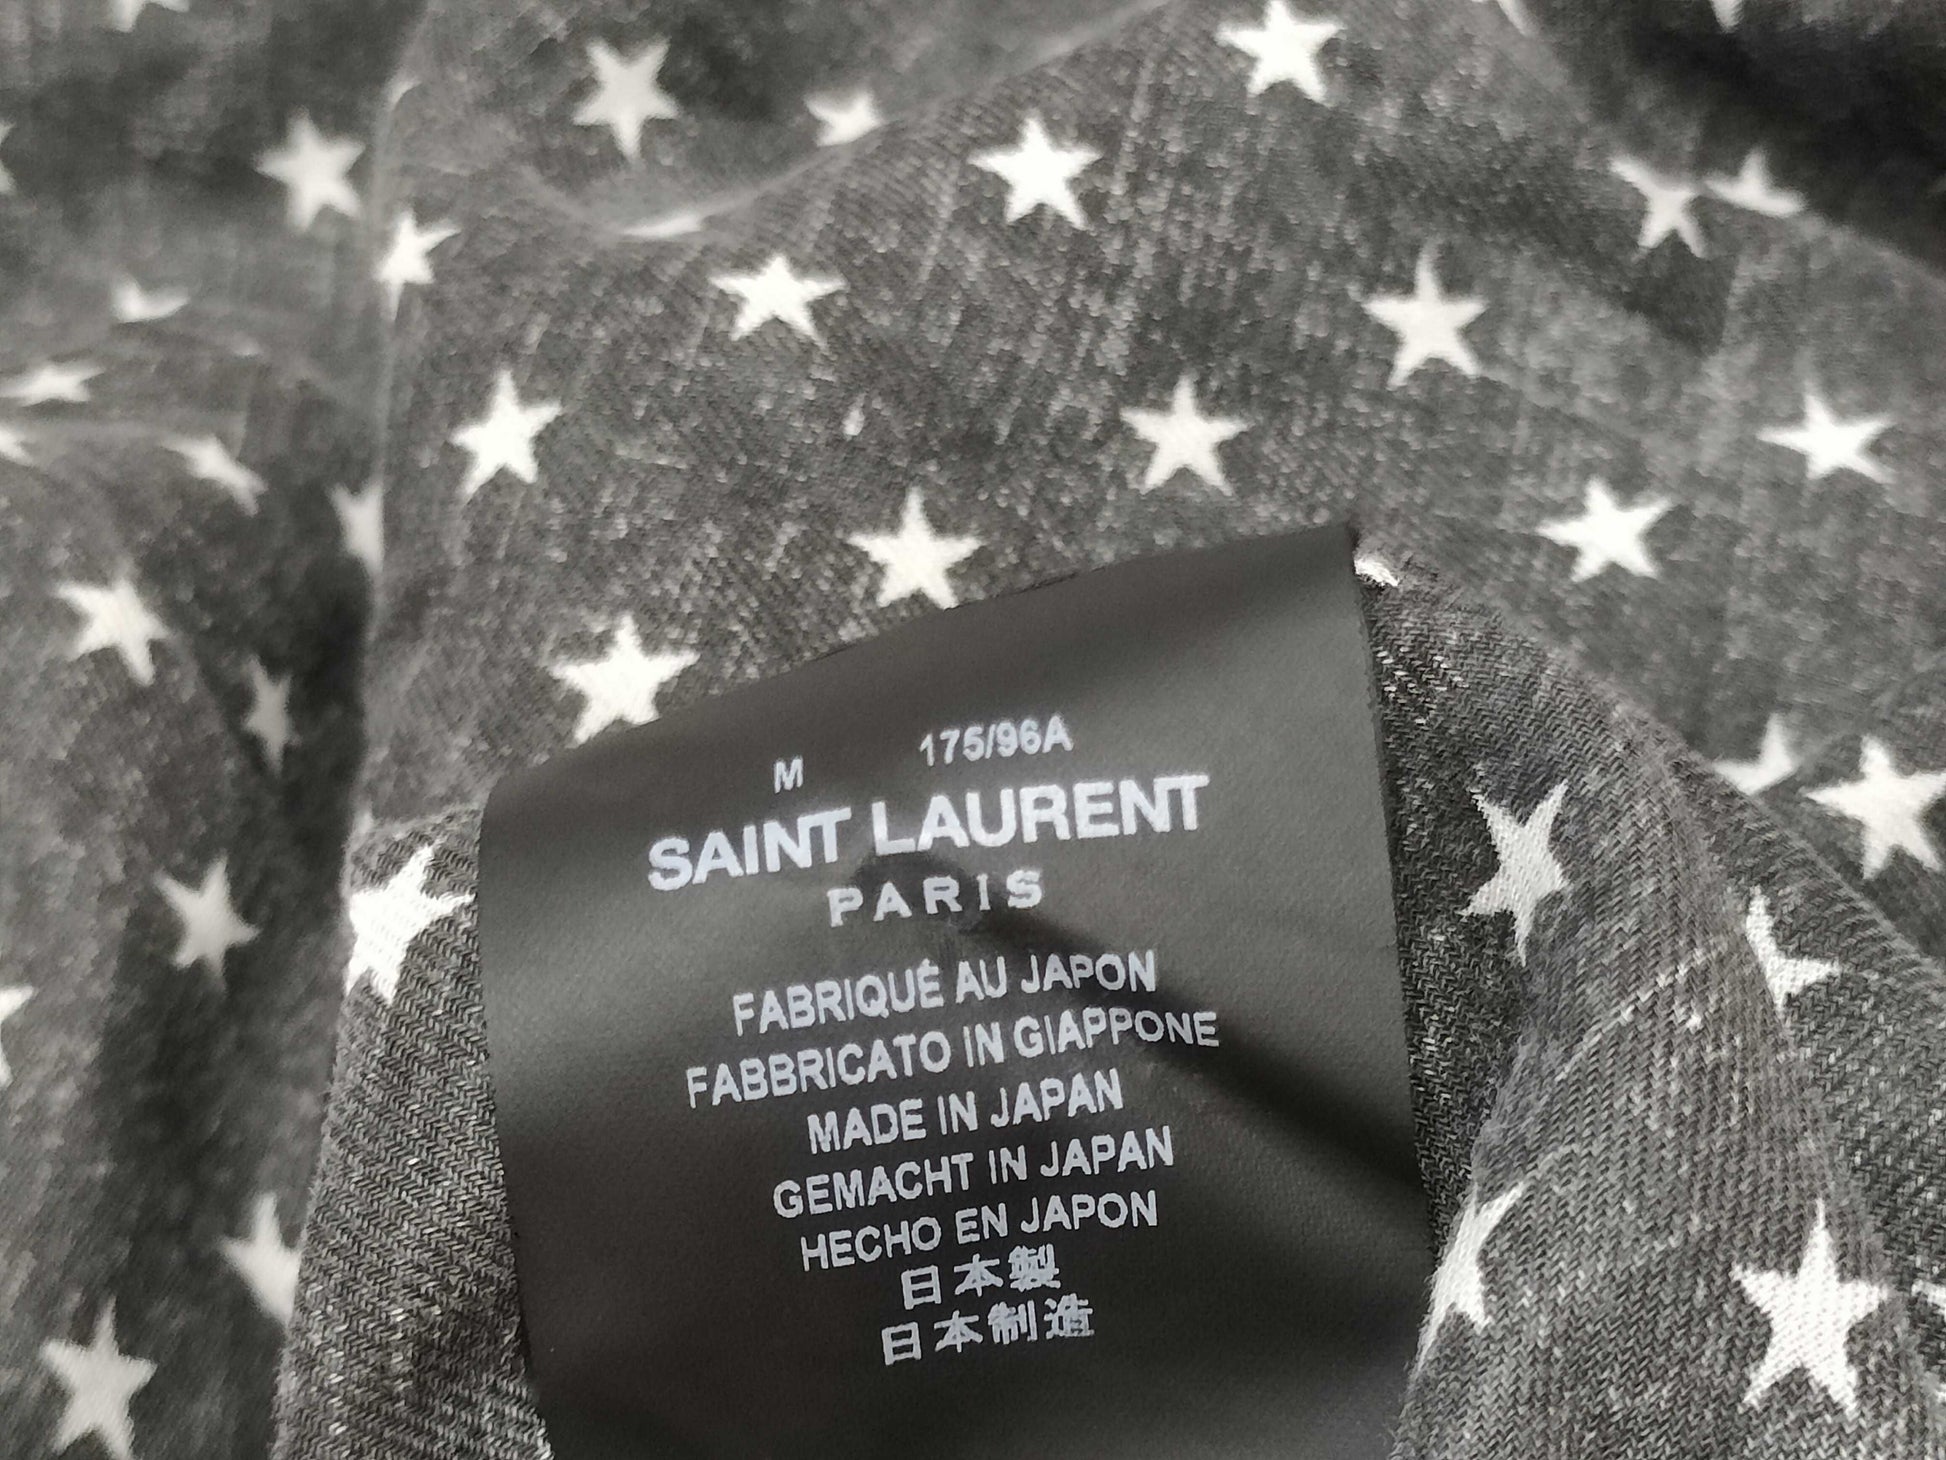 M 175/96A
SAINT LAURENT
PARIS
FABRIQUÉ AU JAPON
FABBRICATO IN GIAPPONE
MADE IN JAPAN
GEMACHT IN JAPAN
HECHO EN JAPON
日本製
日本制造